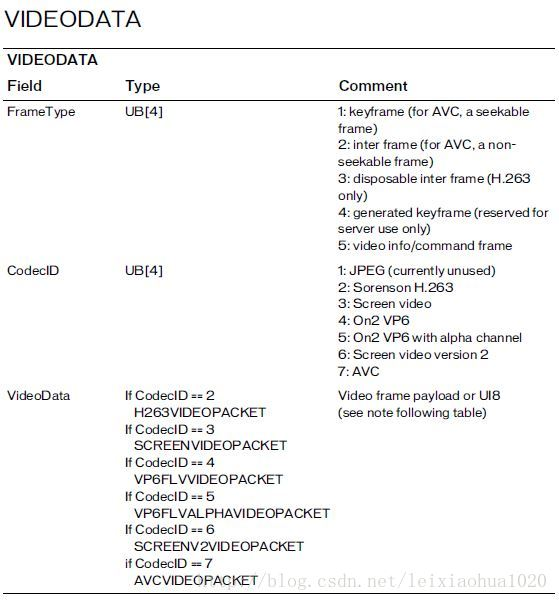 VIDEODATA
VIDEODATA
Field Type Comment
FrameType UB[4] 1: keyframe (for AVC, a seekable
frame)
2: inter frame (for AVC, a non-
seekable frame)
3: disposable inter frame (H.263
only)
4: generated keyframe (reserved for
server use only)
5: video info/command frame
CodecID UB[4] 1: JPEG (currently unused)
2: Sorenson H.263
3: Screen video
4: On2 VP6
5: On2 VP6 with alpha channel
6: Screen video version 2
7: AVC
VideoData If CodecID == 2 Video frame payload or UI8
H263VIDEOPACKET (see note following table)
If CodecID == 3
SCREENVIDEOPACKET
If CodecID == 4
VP6FLVVIDEOPACKET
If CodecID == 5
VP6FLVALPHAVIDEOPACKET
If CodecID == 6
SCREENV2VIDEOPACKET
if CodecID == 7
AVCVIDEOPACKET
http://blog.csdn.net/leixiaohua1020